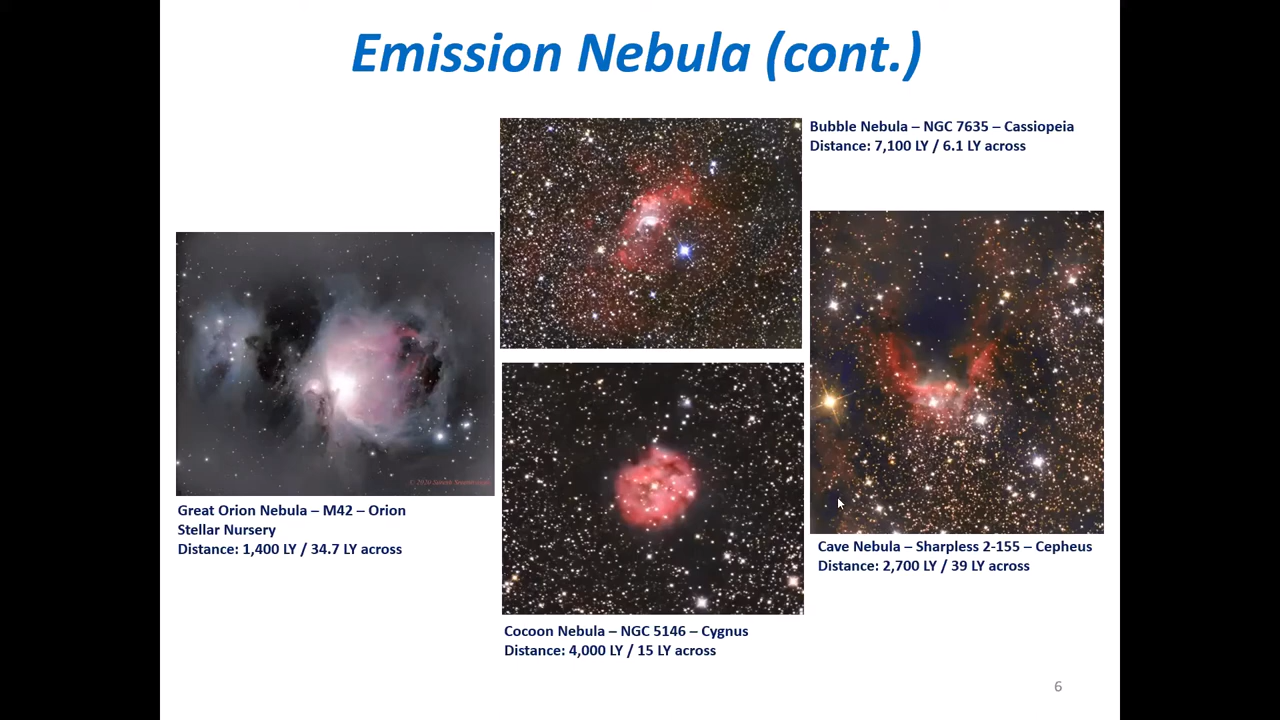 Emission Nebula (cont.)
Bubble Nebula – NGC 7635 – Cassiopeia
Distance: 7,100 LY / 6.1 LY across
Great Orion Nebula – M42 – Orion
Stellar Nursery
Distance: 1,400 LY / 34.7 LY across
Cave Nebula – Sharpless 2-155 – Cepheus
Distance: 2,700 LY / 39 LY across
Cocoon Nebula – NGC 5146 – Cygnus
Distance: 4,000 LY / 15 LY across
6